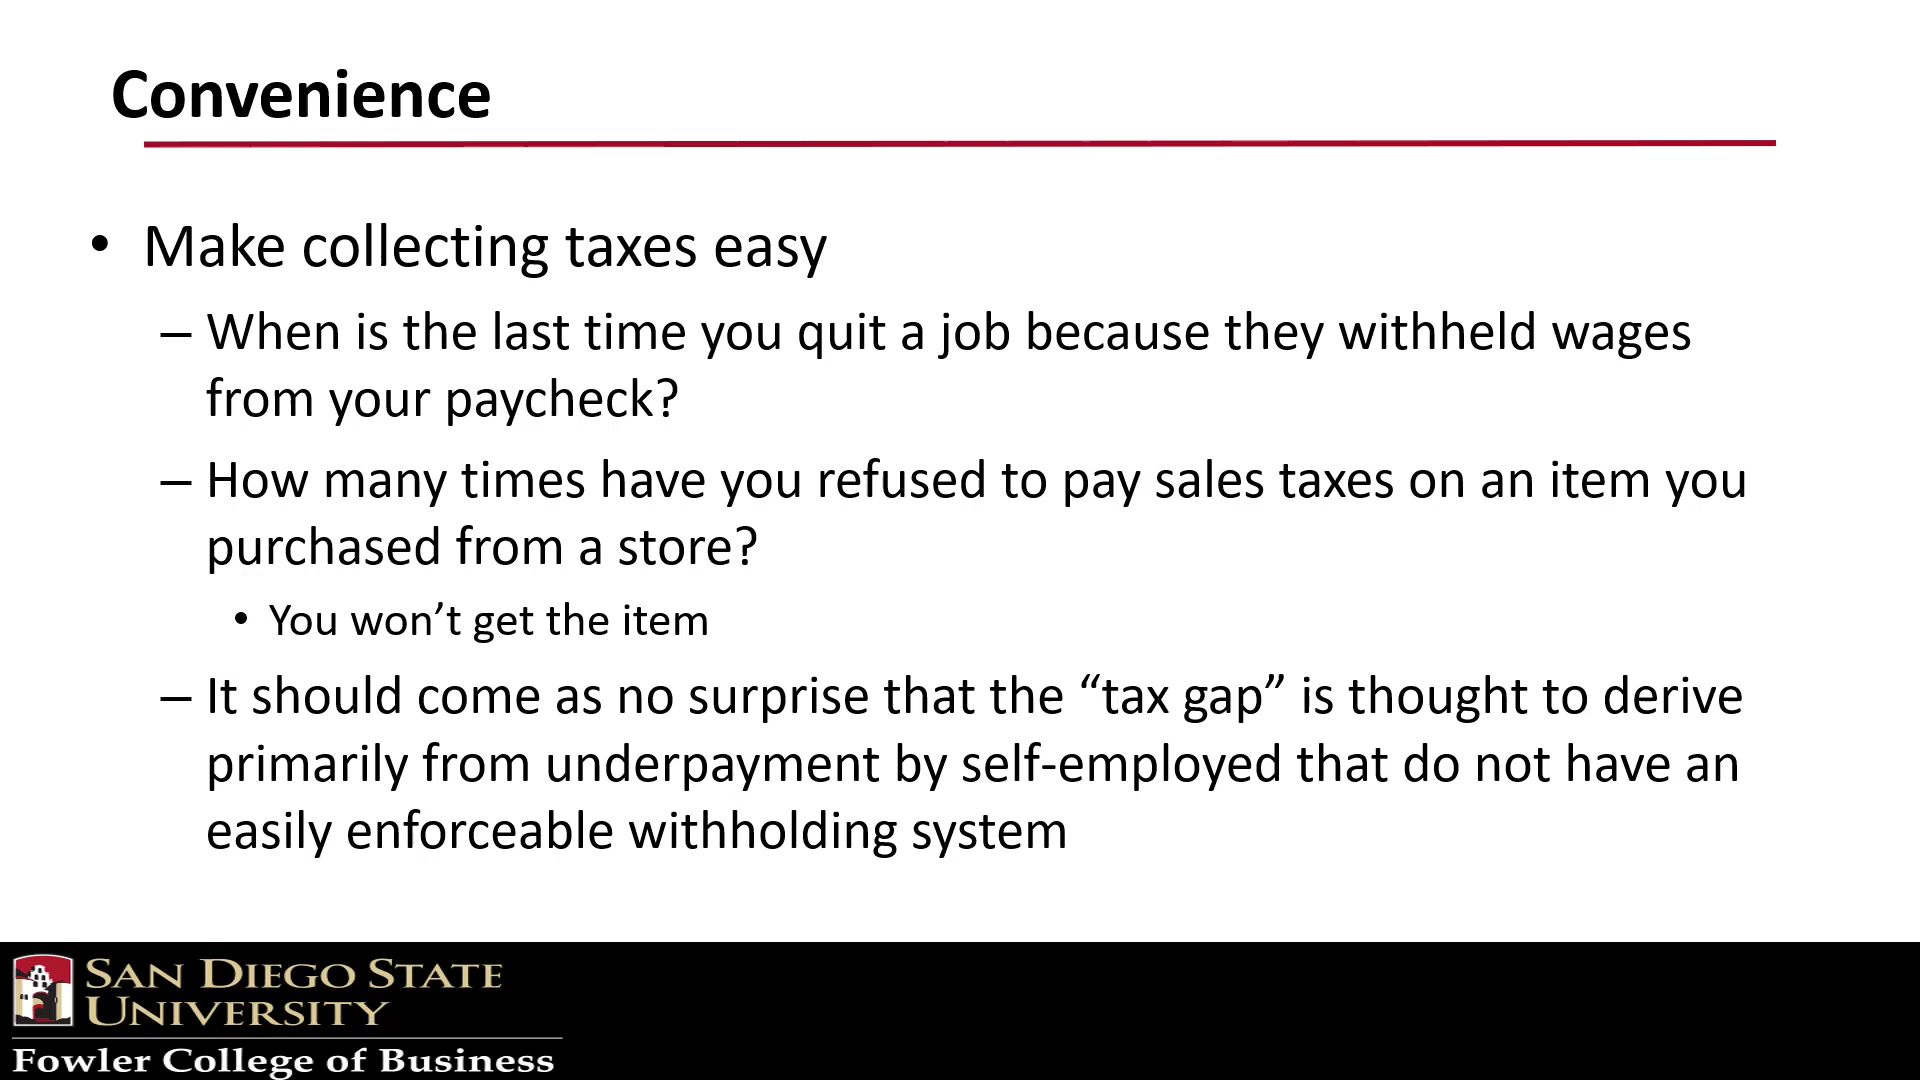 Convenience
• Make collecting taxes easy
– When is the last time you quit a job because they withheld wages
from your paycheck?
– How many times have you refused to pay sales taxes on an item you
purchased from a store?
• You won’t get the item
– It should come as no surprise that the “tax gap” is thought to derive
primarily from underpayment by self-employed that do not have an
easily enforceable withholding system
SAN DIEGO STATE
UNIVERSITY
Fowler College of Business